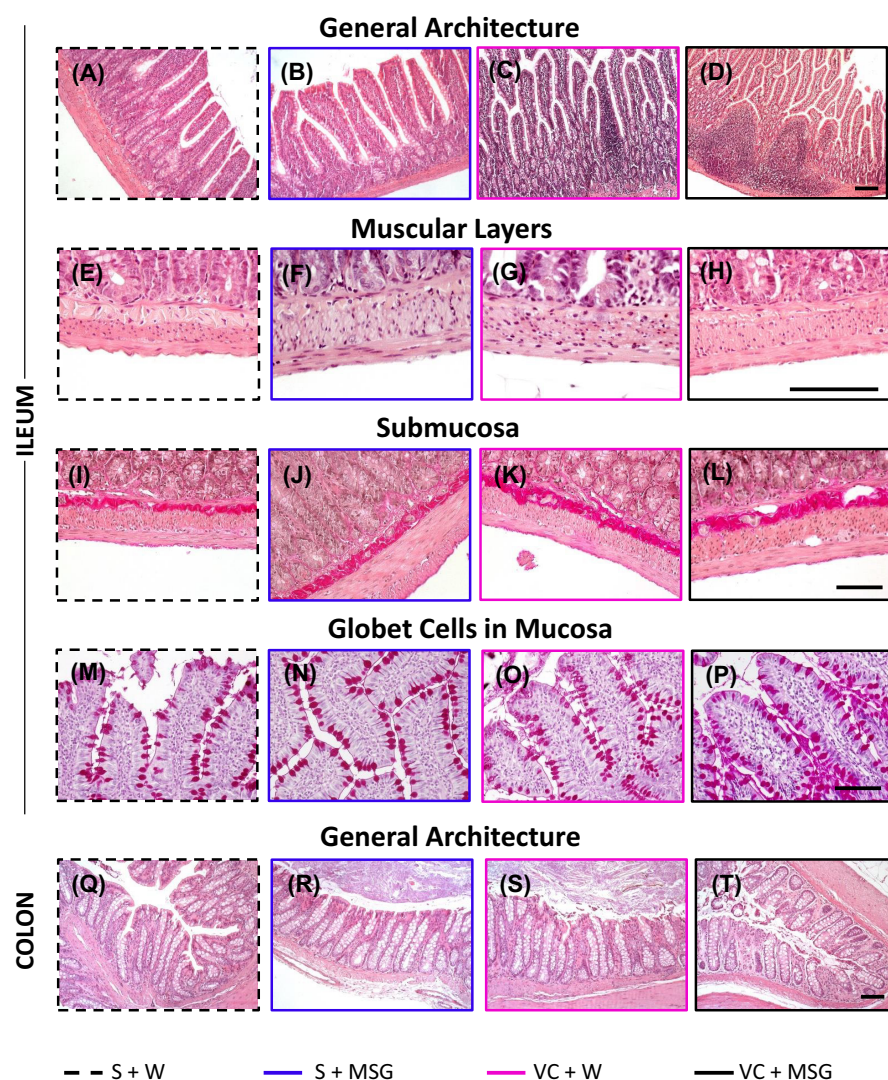 General Architecture
(A) (B) (C) (D)
Muscular Layers
(E) (F) (G) (H)
ILEUM
Submucosa
(I) (J) (K) (L)
Globet Cells in Mucosa
(M) (N) (O) (P)
General Architecture
(Q) (R) (S) (T)
COLON
S + W S + MSG VC + W VC + MSG